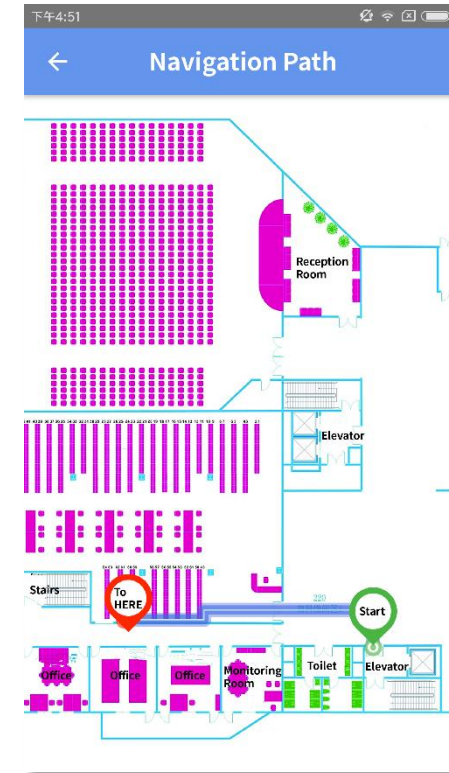 下午4:51
Navigation Path
Reception
Room
Elevator
Stairs
To
HERE
220
Start
Office
Office
Office
Monitoring
Room
Toilet
Elevator